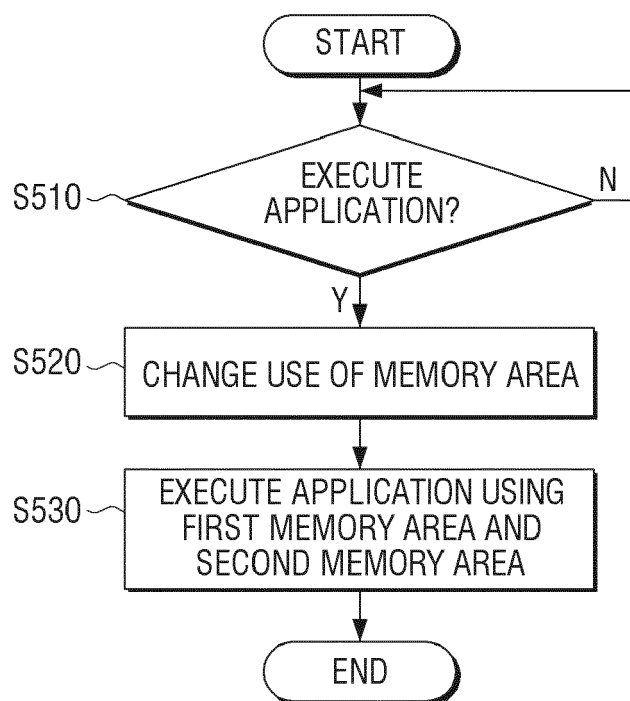 START
EXECUTE
APPLICATION?
S510
N
Y
S520
CHANGE USE OF MEMORY AREA
S530
EXECUTE APPLICATION USING
FIRST MEMORY AREA AND
SECOND MEMORY AREA
END